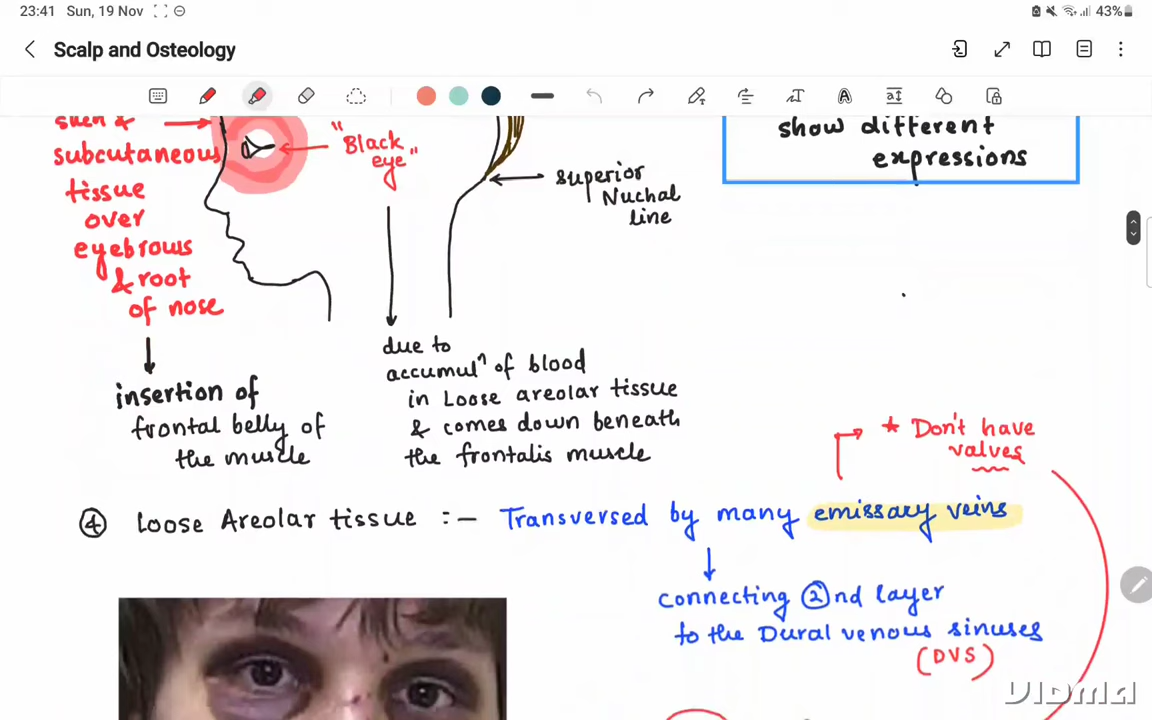 23:41 Sun, 19 Nov 43%
Scalp and Osteology
sken &
subcutaneous
tissue
over
eyebrows
& root
of nose
insertion of
frontal belly of
the muscle
"Black
eye"
due to
accumulⁿ of blood
in Loose areolar tissue
& comes down beneath
the frontalis muscle
superior
Nuchal
line
show different
expressions
★ Don't have
valves
④ Loose Areolar tissue :- Transversed by many emissary veins
connecting ②nd layer
to the Dural venous sinuses
(DVS)